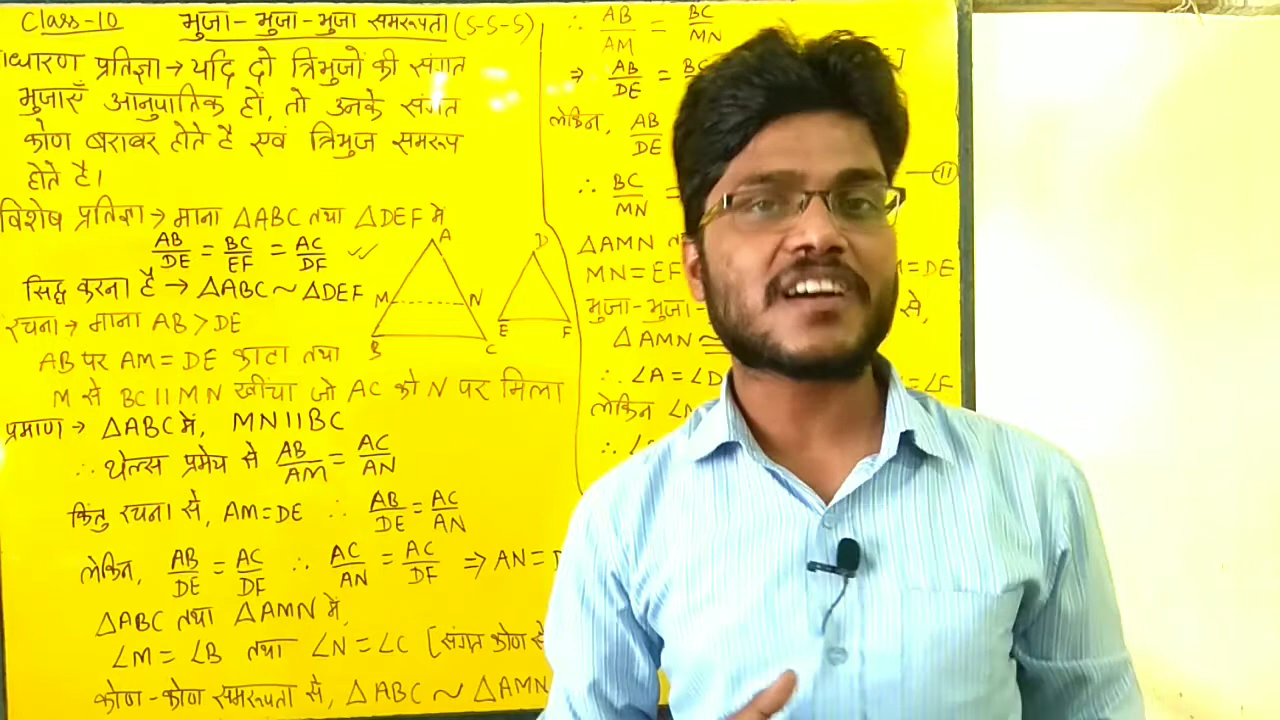 Class-10 भुजा-भुजा-भुजा समरूपता (S-S-S)
प्रतिज्ञा → यदि दो त्रिभुजों की संगत
भुजाएँ आनुपातिक हों, तो उनके संगत
कोण बराबर होते है एवं त्रिभुज समरूप
होते है।
विशेष प्रतिज्ञा → माना △ABC तथा △DEF में
AB/DE = BC/EF = AC/DF
सिद्ध करना है → △ABC ~ △DEF
रचना → माना AB > DE
AB पर AM = DE काटा तथा
M से BC || MN खींचा जो AC को N पर मिला
प्रमाण → △ABC में, MN || BC
∴ थेल्स प्रमेय से AB/AM = AC/AN
किंतु रचना से, AM = DE ∴ AB/DE = AC/AN
लेकिन, AB/DE = AC/DF ∴ AC/AN = AC/DF ⇒ AN =
△ABC तथा △AMN में,
∠M = ∠B तथा ∠N = ∠C [संगत कोण से
कोण-कोण समरूपता से, △ABC ~ △AMN
A
M N
B C
D
E F
∴ AB/AM = BC/MN
⇒ AB/DE =
लेकिन, AB/DE
∴ BC/MN = — (11)
△AMN
MN = EF = DE
भुजा-भुजा- से,
△AMN ≅
∴ ∠A = ∠D = ∠F
लेकिन
∴